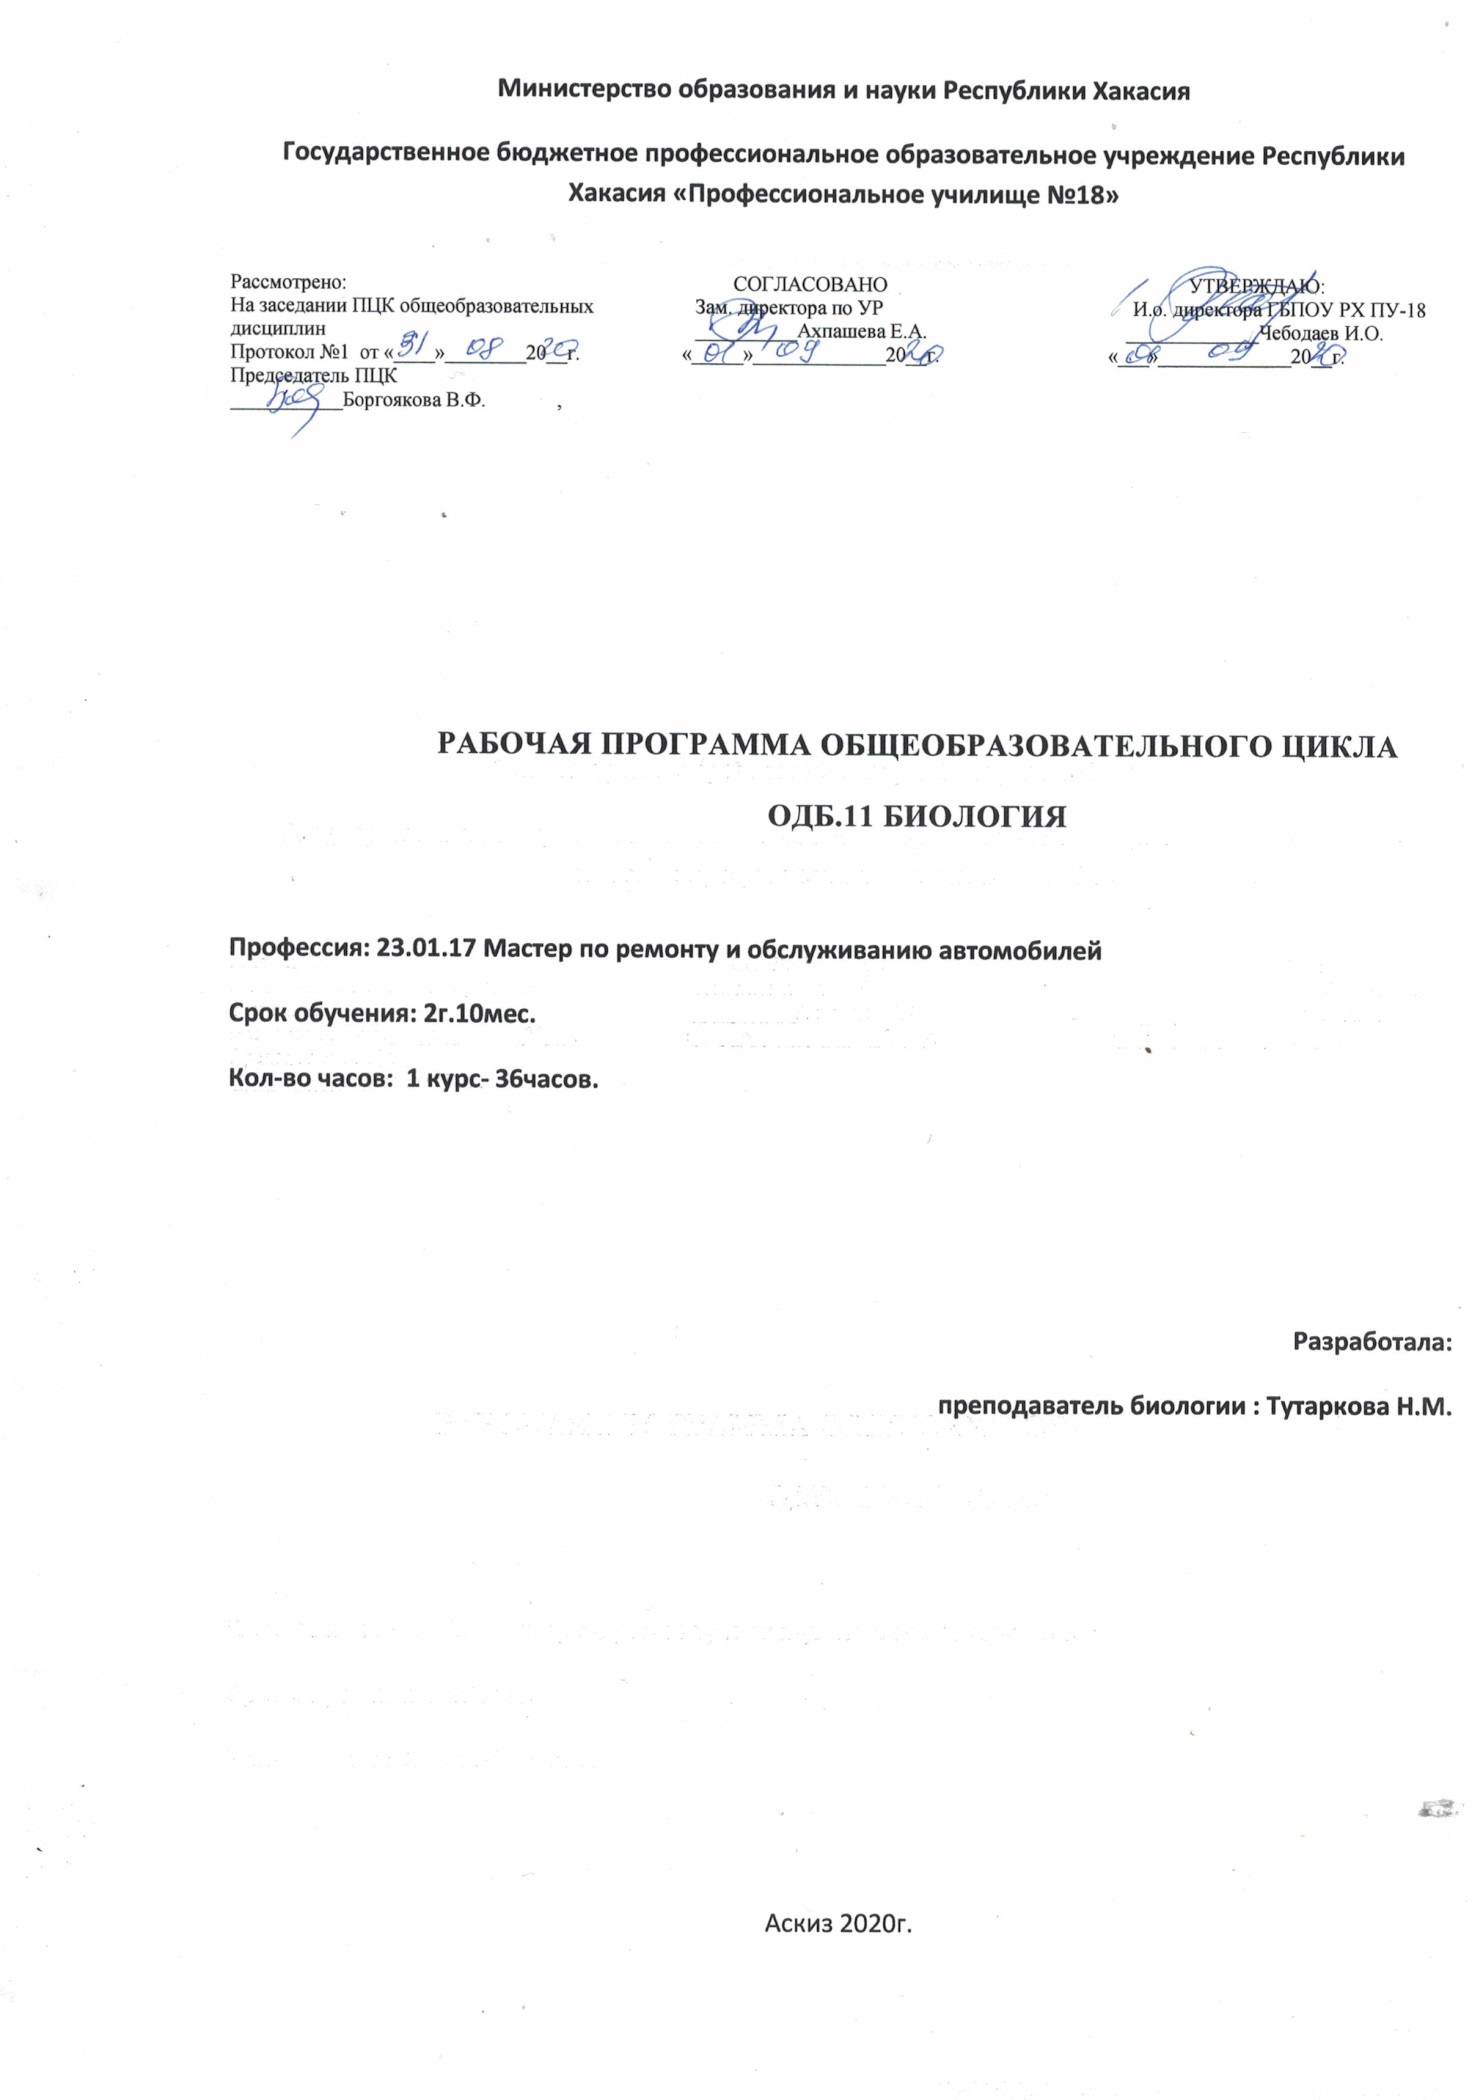 Министерство образования и науки Республики Хакасия
Государственное бюджетное профессиональное образовательное учреждение Республики
Хакасия «Профессиональное училище №18»
Рассмотрено:
На заседании ПЦК общеобразовательных
дисциплин
Протокол №1 от «31» 08 2020г.
Председатель ПЦК
____________Боргоякова В.Ф.
СОГЛАСОВАНО
Зам. директора по УР
___________Ахпашева Е.А.
«01» 09 2020г.
УТВЕРЖДАЮ:
И.о. директора ГБПОУ РХ ПУ-18
______________Чебодаев И.О.
«___» 09 2020г.
РАБОЧАЯ ПРОГРАММА ОБЩЕОБРАЗОВАТЕЛЬНОГО ЦИКЛА
ОДБ.11 БИОЛОГИЯ
Профессия: 23.01.17 Мастер по ремонту и обслуживанию автомобилей
Срок обучения: 2г.10мес.
Кол-во часов: 1 курс- 36часов.
Разработала:
преподаватель биологии : Тутаркова Н.М.
Аскиз 2020г.